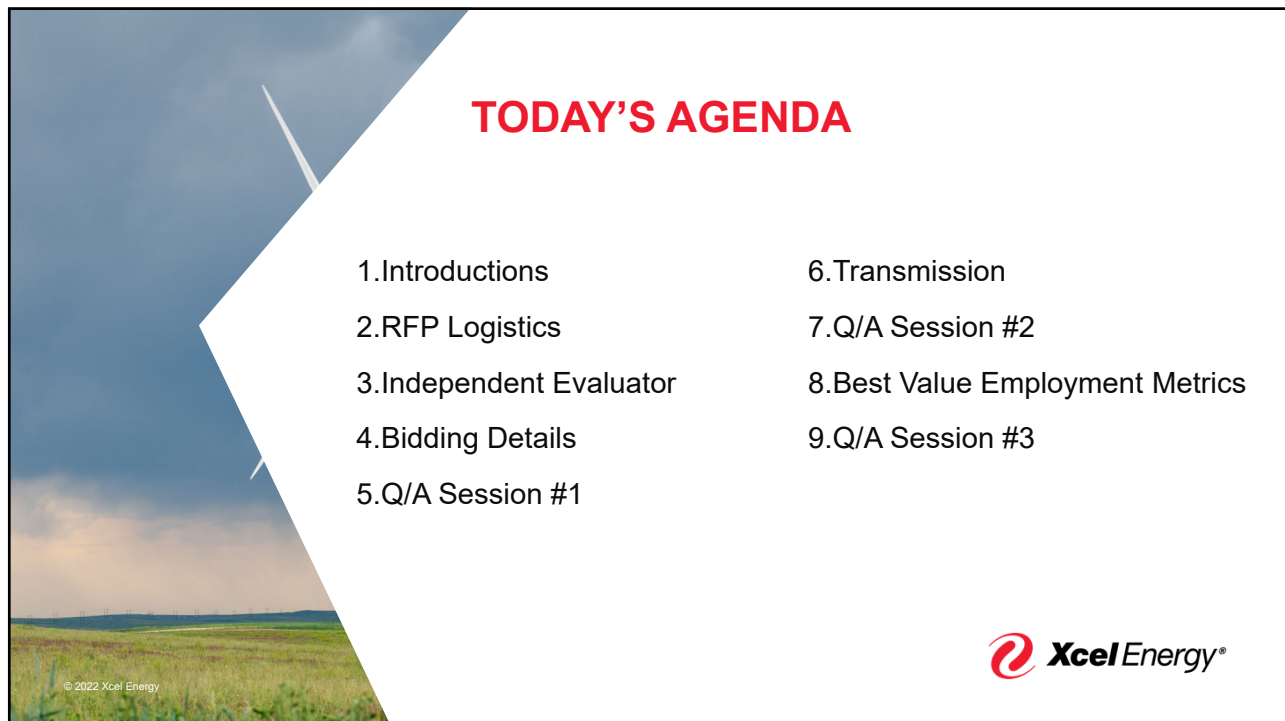 TODAY'S AGENDA
1.Introductions
2.RFP Logistics
3.Independent Evaluator
4.Bidding Details
5.Q/A Session #1
6.Transmission
7.Q/A Session #2
8.Best Value Employment Metrics
9.Q/A Session #3
© 2022 Xcel Energy
Xcel Energy®